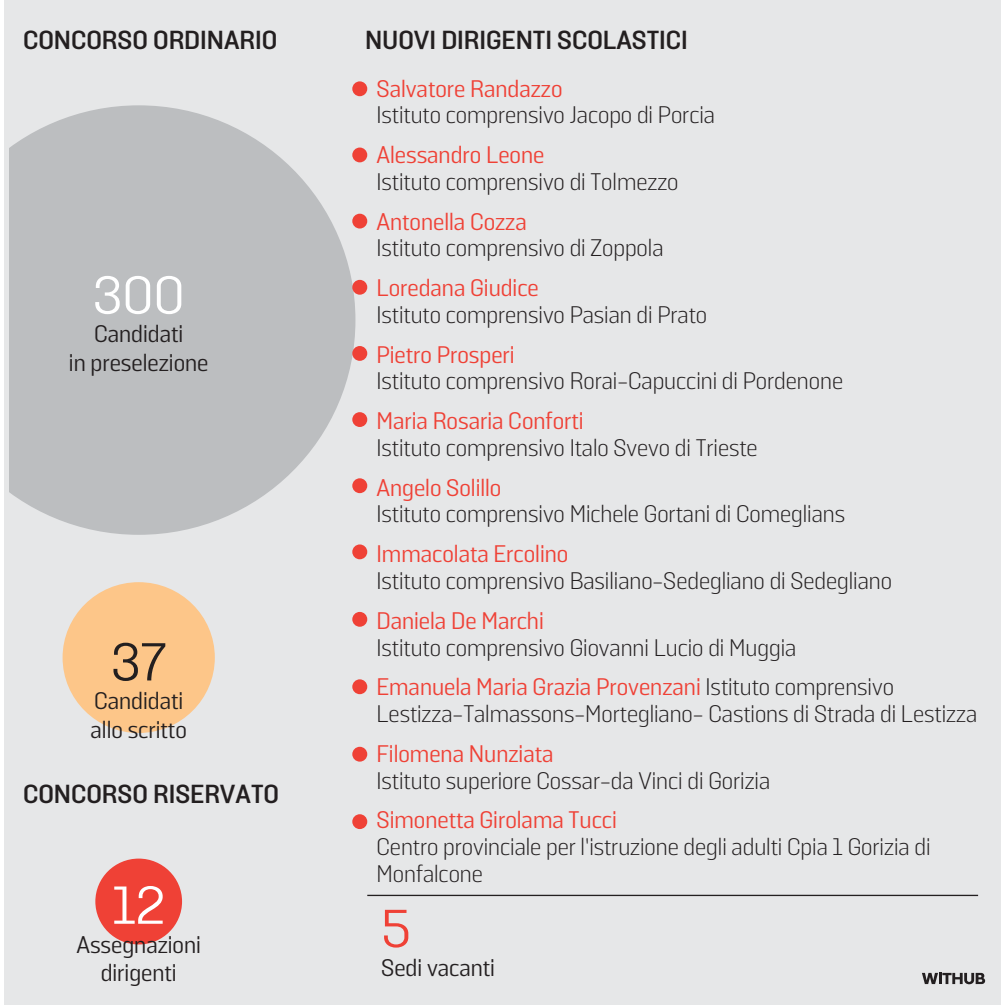 CONCORSO ORDINARIO
300
Candidati
in preselezione
37
Candidati
allo scritto
CONCORSO RISERVATO
12
Assegnazioni
dirigenti
NUOVI DIRIGENTI SCOLASTICI
Salvatore Randazzo
Istituto comprensivo Jacopo di Porcia
Alessandro Leone
Istituto comprensivo di Tolmezzo
Antonella Cozza
Istituto comprensivo di Zoppola
Loredana Giudice
Istituto comprensivo Pasian di Prato
Pietro Prosperi
Istituto comprensivo Rorai-Capuccini di Pordenone
Maria Rosaria Conforti
Istituto comprensivo Italo Svevo di Trieste
Angelo Solillo
Istituto comprensivo Michele Gortani di Comeglians
Immacolata Ercolino
Istituto comprensivo Basiliano-Sedegliano di Sedegliano
Daniela De Marchi
Istituto comprensivo Giovanni Lucio di Muggia
Emanuela Maria Grazia Provenzani Istituto comprensivo
Lestizza-Talmassons-Mortegliano- Castions di Strada di Lestizza
Filomena Nunziata
Istituto superiore Cossar-da Vinci di Gorizia
Simonetta Girolama Tucci
Centro provinciale per l'istruzione degli adulti Cpia 1 Gorizia di
Monfalcone
5
Sedi vacanti
WITHUB